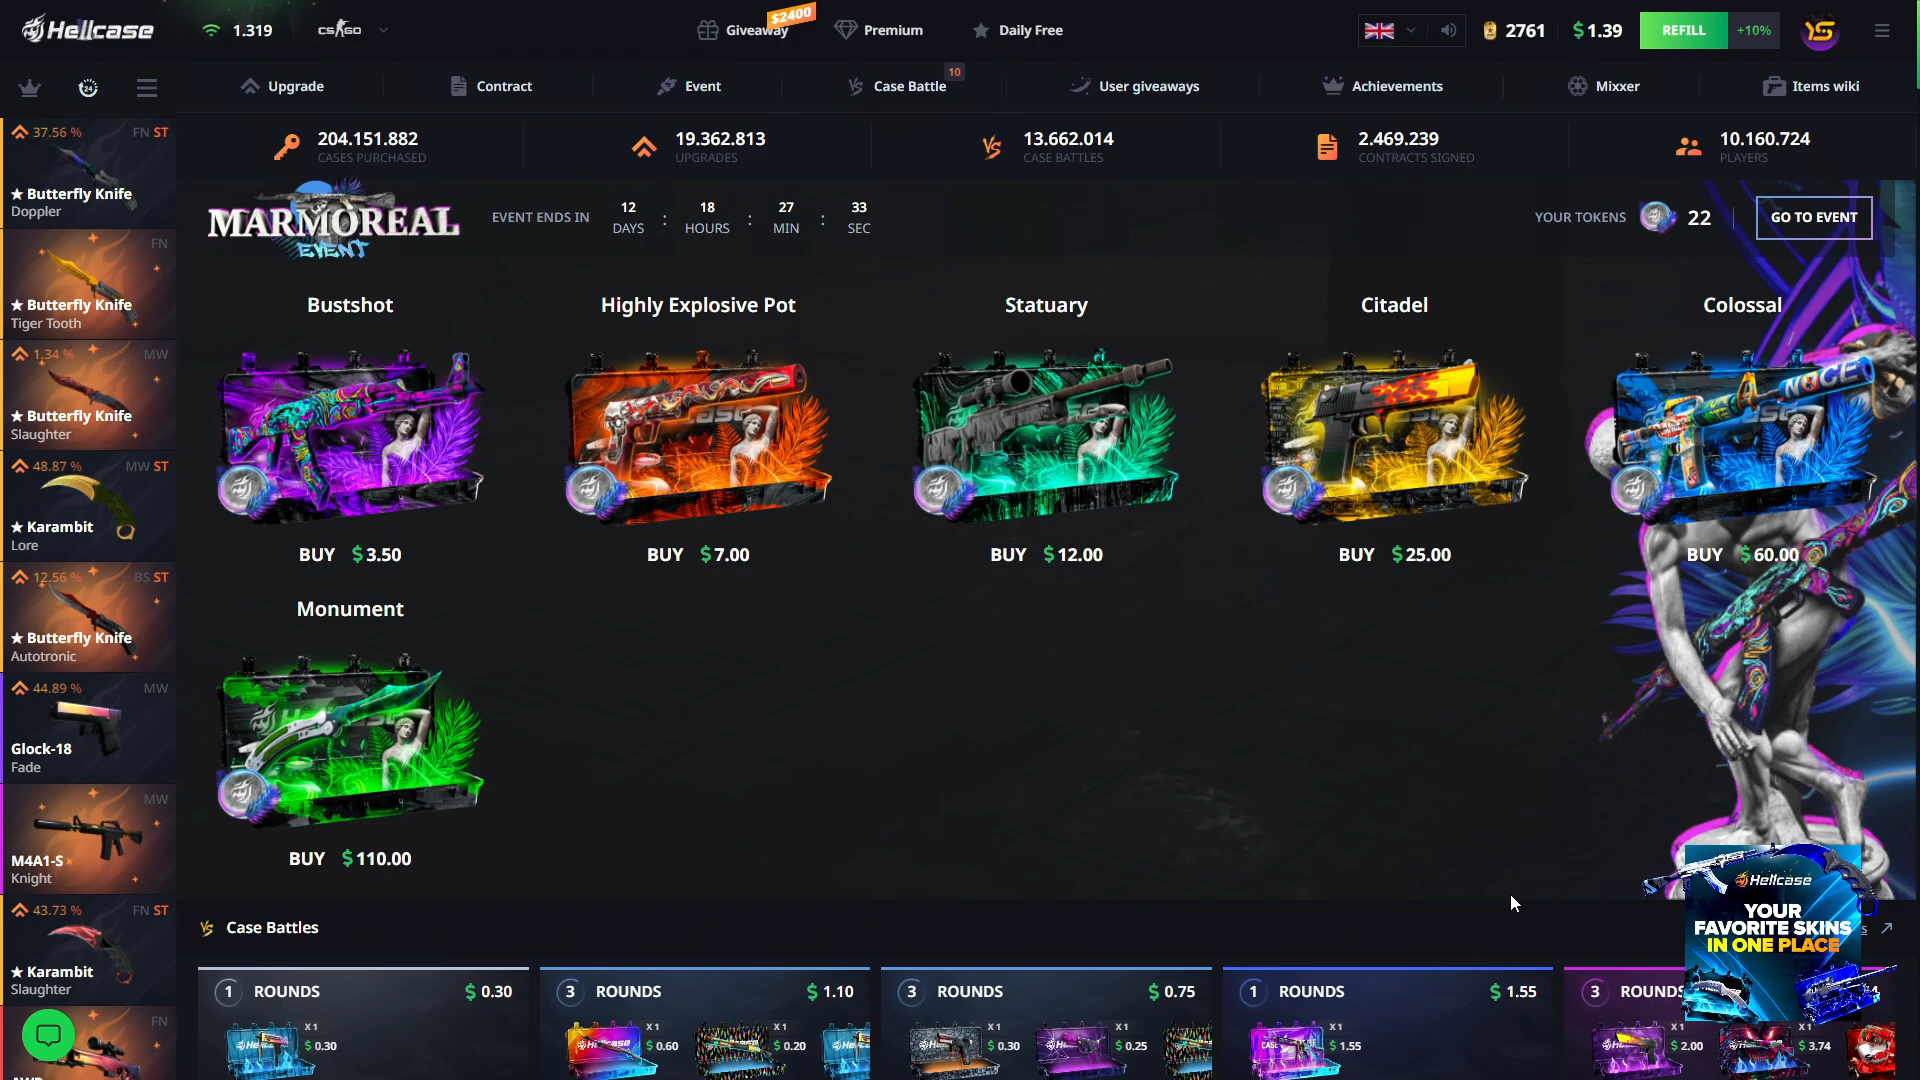 Hellcase
1.319
CS:GO
Giveaway
$2400
Premium
Daily Free
2761
$1.39
REFILL
+10%
24
Upgrade
Contract
Event
Case Battle
10
User giveaways
Achievements
Mixxer
Items wiki
204.151.882
CASES PURCHASED
19.362.813
UPGRADES
13.662.014
CASE BATTLES
2.469.239
CONTRACTS SIGNED
10.160.724
PLAYERS
37.56 %
FN ST
★ Butterfly Knife
Doppler
FN
★ Butterfly Knife
Tiger Tooth
1.34 %
MW
★ Butterfly Knife
Slaughter
48.87 %
MW ST
★ Karambit
Lore
12.56 %
BS ST
★ Butterfly Knife
Autotronic
44.89 %
MW
Glock-18
Fade
MW
M4A1-S
Knight
43.73 %
FN ST
★ Karambit
Slaughter
FN
MARMOREAL
EVENT
EVENT ENDS IN
12 : 18 : 27 : 33
DAYS HOURS MIN SEC
YOUR TOKENS
22
GO TO EVENT
Bustshot
BUY $3.50
Highly Explosive Pot
BUY $7.00
Statuary
BUY $12.00
Citadel
BUY $25.00
Colossal
BUY $60.00
Monument
BUY $110.00
Hellcase
YOUR
FAVORITE SKINS
IN ONE PLACE
VS Case Battles
1 ROUNDS $0.30
X1
$0.30
3 ROUNDS $1.10
X1
$0.60
X1
$0.20
3 ROUNDS $0.75
X1
$0.30
X1
$0.25
1 ROUNDS $1.55
X1
$1.55
3 ROUNDS
X1
$2.00
X1
$3.74